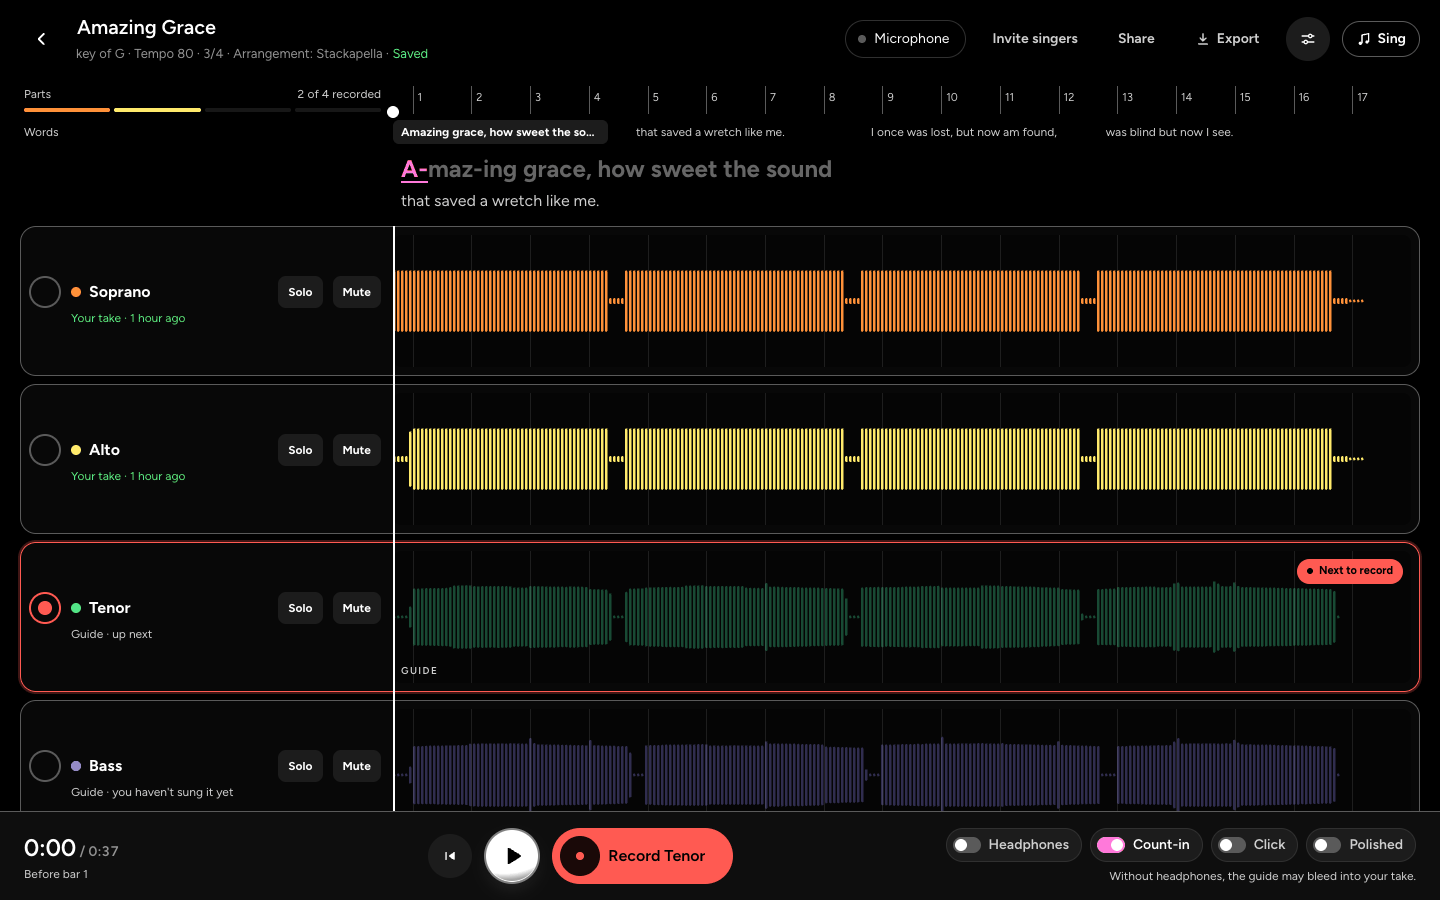 Amazing Grace
key of G · Tempo 80 · 3/4 · Arrangement: Stackapella · Saved
Microphone
Invite singers
Share
Export
Sing
Parts
2 of 4 recorded
1 2 3 4 5 6 7 8 9 10 11 12 13 14 15 16 17
Words
Amazing grace, how sweet the so...
that saved a wretch like me.
I once was lost, but now am found,
was blind but now I see.
A-maz-ing grace, how sweet the sound
that saved a wretch like me.
Soprano
Solo
Mute
Your take · 1 hour ago
Alto
Solo
Mute
Your take · 1 hour ago
Next to record
Tenor
Solo
Mute
Guide · up next
GUIDE
Bass
Solo
Mute
Guide · you haven't sung it yet
0:00 / 0:37
Before bar 1
Record Tenor
Headphones
Count-in
Click
Polished
Without headphones, the guide may bleed into your take.